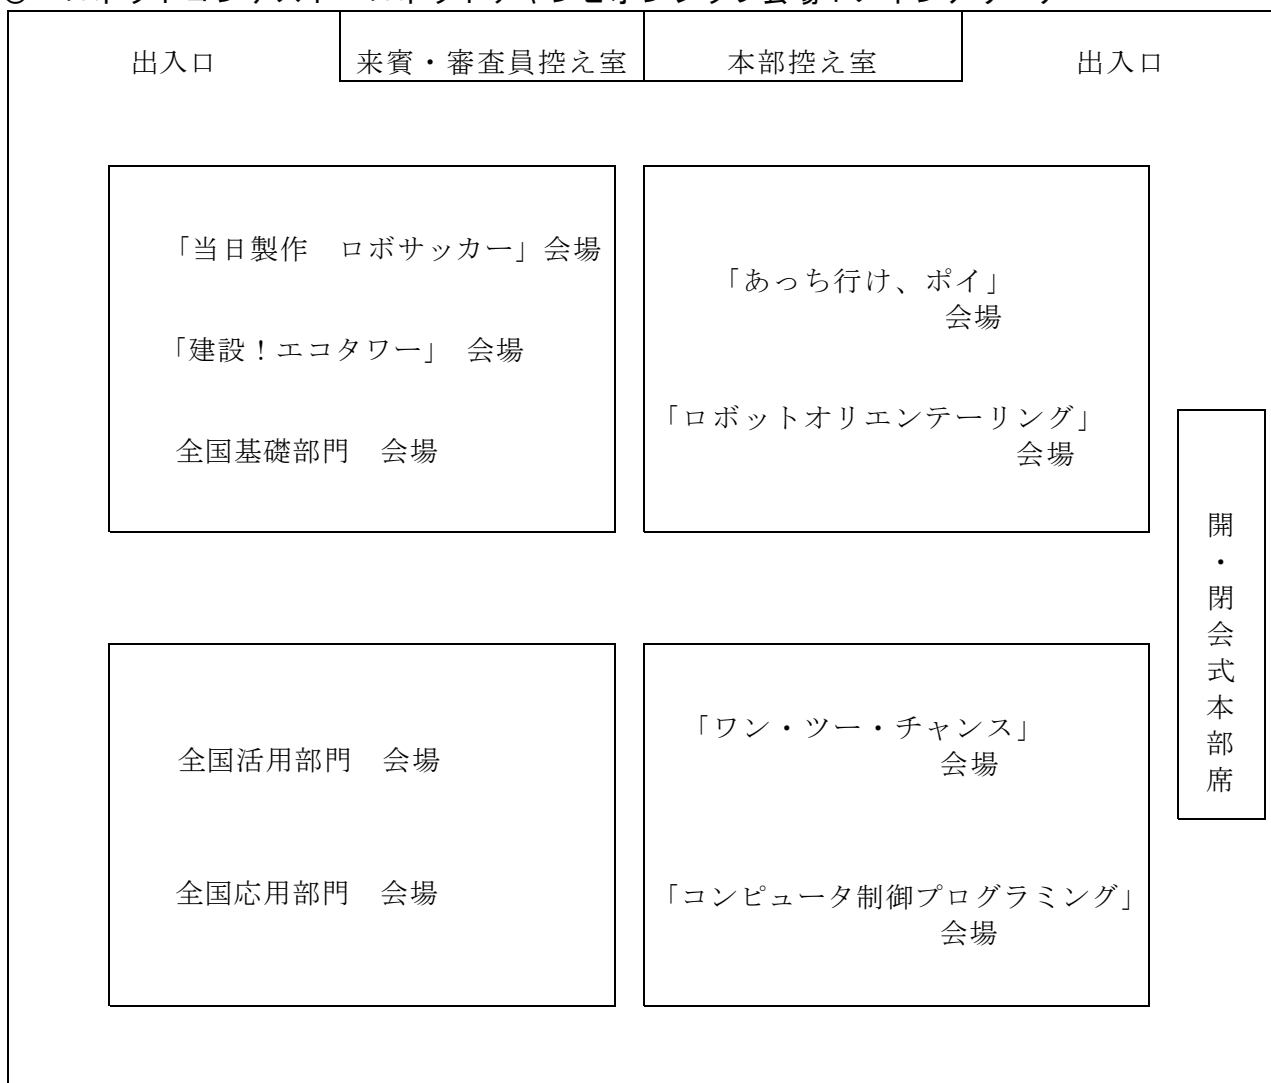 出入口
来賓・審査員控え室
本部控え室
出入口
「当日製作　ロボサッカー」会場
「建設！エコタワー」 会場
全国基礎部門　会場
「あっち行け、ポイ」
会場
「ロボットオリエンテーリング」
会場
開・閉会式本部席
全国活用部門　会場
全国応用部門　会場
「ワン・ツー・チャンス」
会場
「コンピュータ制御プログラミング」
会場